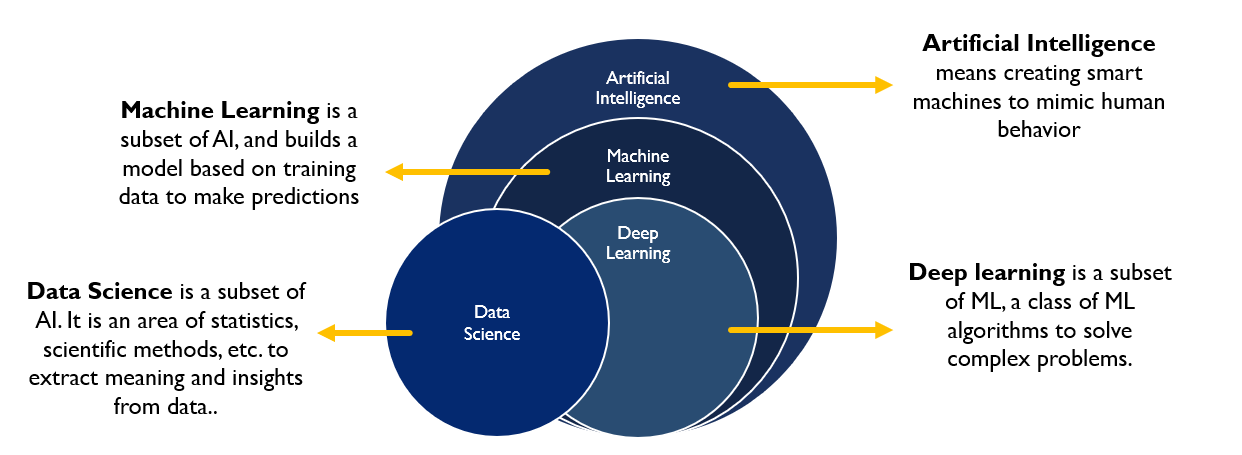 Artificial Intelligence
means creating smart
machines to mimic human
behavior
Artificial
Intelligence
Machine Learning is a
subset of AI, and builds a
model based on training
data to make predictions
Machine
Learning
Deep
Learning
Data Science is a subset of
AI. It is an area of statistics,
scientific methods, etc. to
extract meaning and insights
from data..
Data
Science
Deep learning is a subset
of ML, a class of ML
algorithms to solve
complex problems.